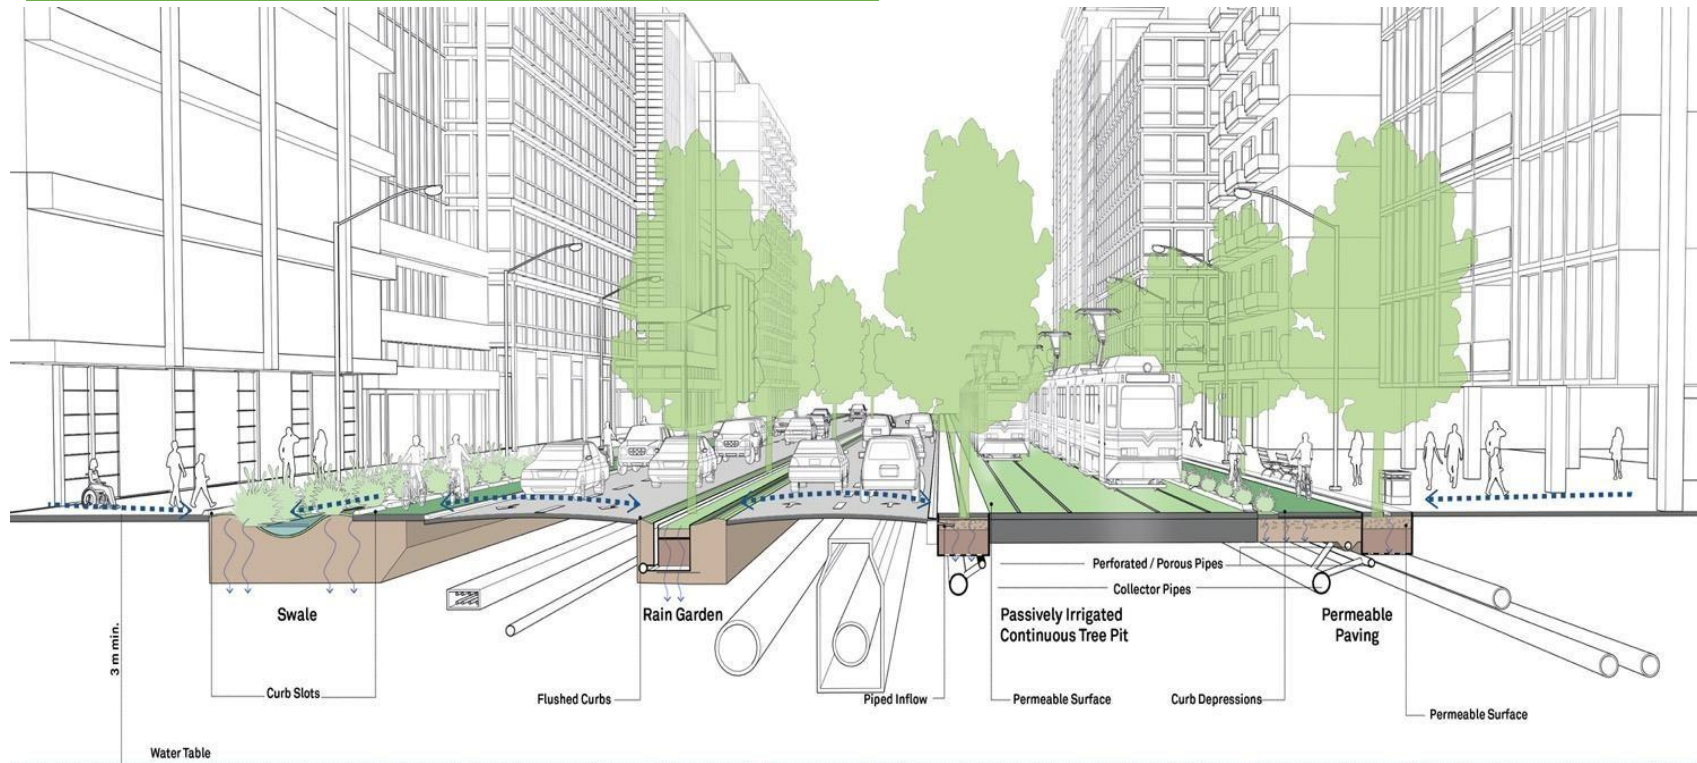 Perforated / Porous Pipes
Collector Pipes
Swale
Rain Garden
Passively Irrigated
Continuous Tree Pit
Permeable
Paving
3 m min.
Curb Slots
Flushed Curbs
Piped Inflow
Permeable Surface
Curb Depressions
Permeable Surface
Water Table